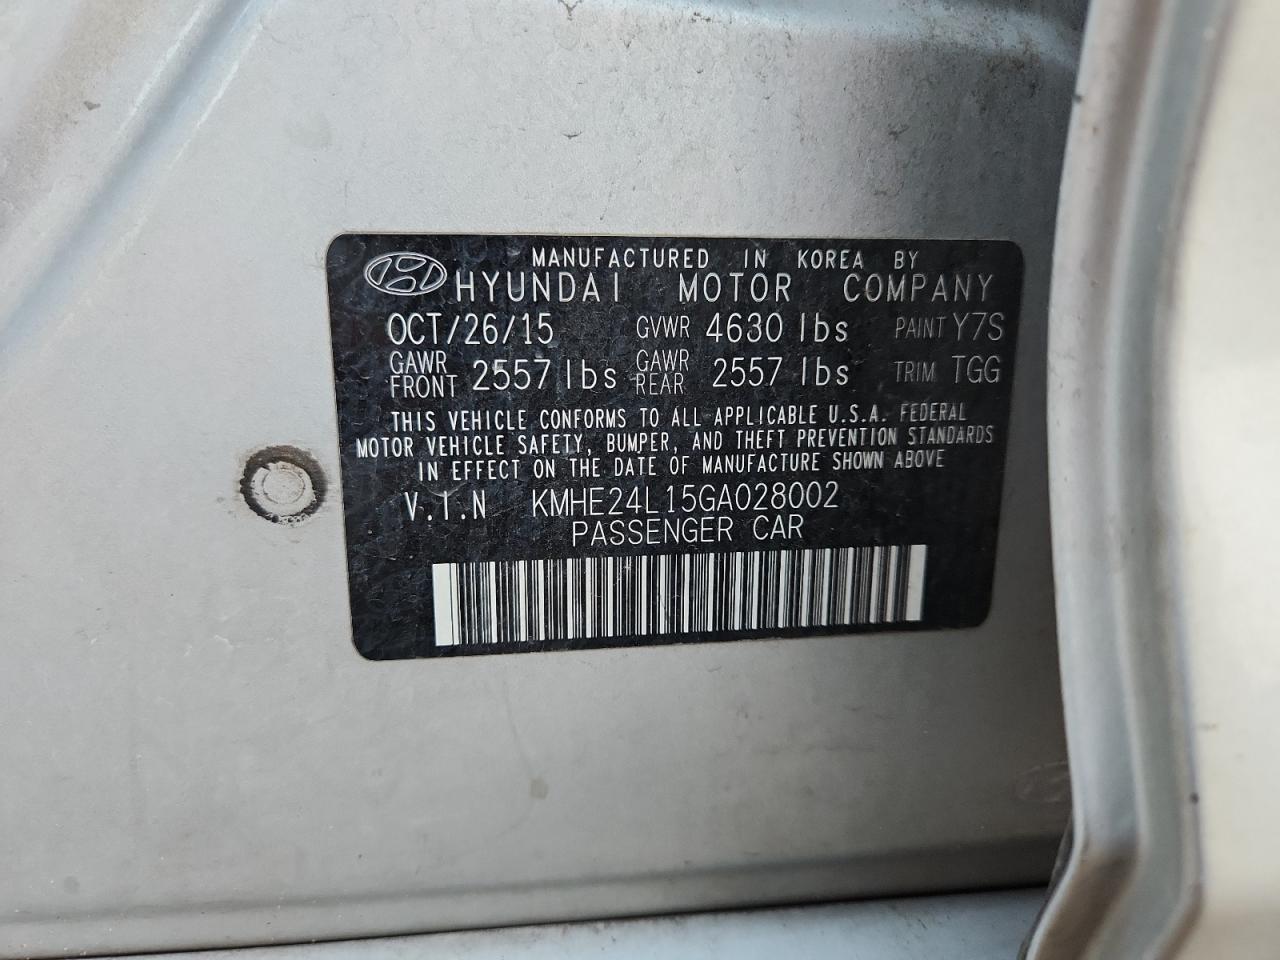 MANUFACTURED IN KOREA BY
HYUNDAI MOTOR COMPANY
OCT/26/15 GVWR 4630 lbs PAINT Y7S
GAWR FRONT 2557 lbs GAWR REAR 2557 lbs TRIM TGG
THIS VEHICLE CONFORMS TO ALL APPLICABLE U.S.A. FEDERAL
MOTOR VEHICLE SAFETY, BUMPER, AND THEFT PREVENTION STANDARDS
IN EFFECT ON THE DATE OF MANUFACTURE SHOWN ABOVE
V.I.N KMHE24L15GA028002
PASSENGER CAR